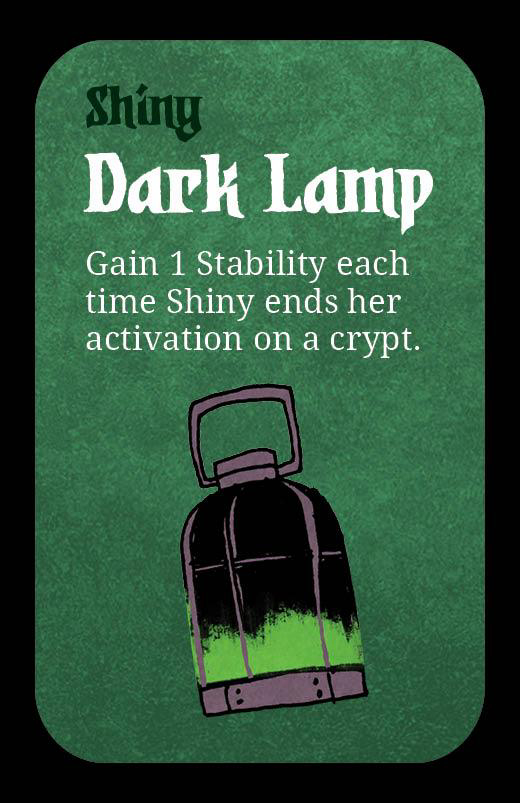 Shiny
Dark Lamp
Gain 1 Stability each
time Shiny ends her
activation on a crypt.